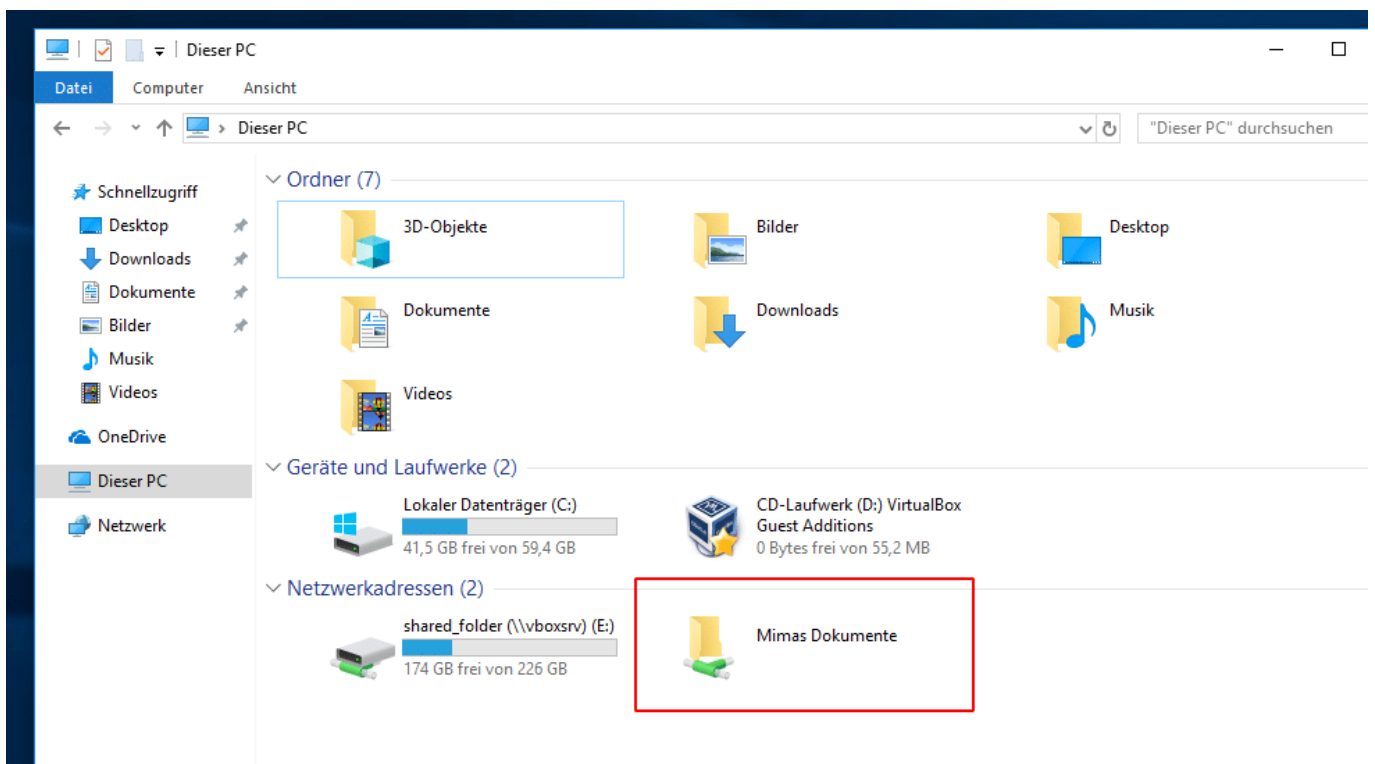 Dieser PC
Datei Computer Ansicht
Dieser PC "Dieser PC" durchsuchen
Schnellzugriff
Desktop
Downloads
Dokumente
Bilder
Musik
Videos
OneDrive
Dieser PC
Netzwerk
Ordner (7)
3D-Objekte Bilder Desktop
Dokumente Downloads Musik
Videos
Geräte und Laufwerke (2)
Lokaler Datenträger (C:)
41,5 GB frei von 59,4 GB
CD-Laufwerk (D:) VirtualBox
Guest Additions
0 Bytes frei von 55,2 MB
Netzwerkadressen (2)
shared_folder (\\vboxsrv) (E:)
174 GB frei von 226 GB
Mimas Dokumente